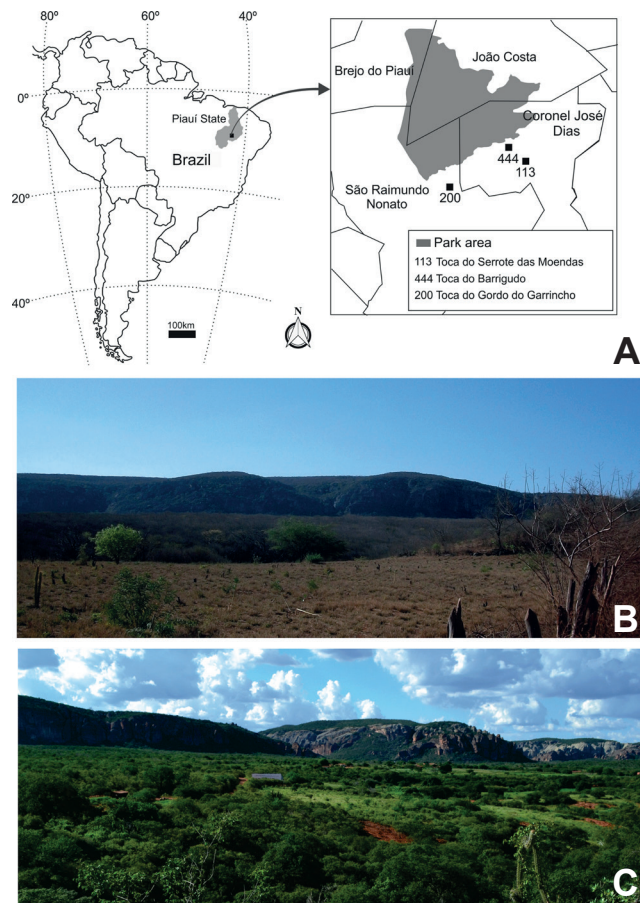 80º
60º
40º
0º
20º
40º
Piauí State
Brazil
100km
N
Brejo do Piauí
João Costa
Coronel José
Dias
444
113
São Raimundo
Nonato
200
Park area
113 Toca do Serrote das Moendas
444 Toca do Barrigudo
200 Toca do Gordo do Garrincho
A
B
C